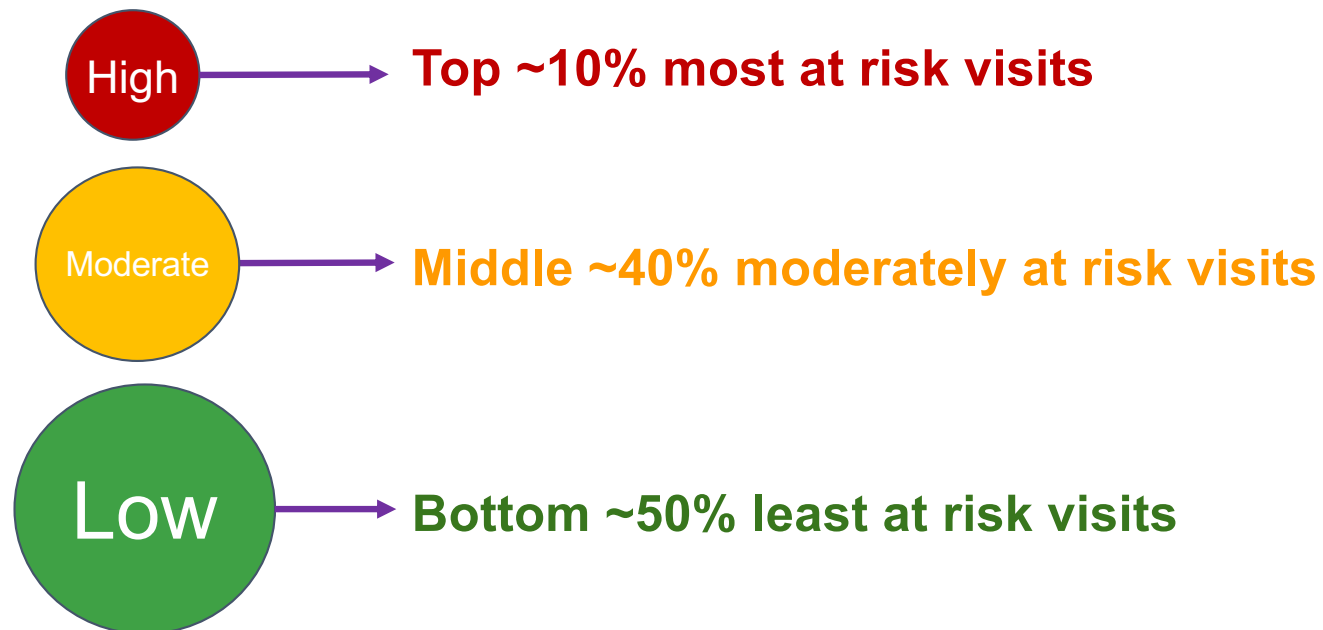 High
Top ~10% most at risk visits
Moderate
Middle ~40% moderately at risk visits
Low
Bottom ~50% least at risk visits